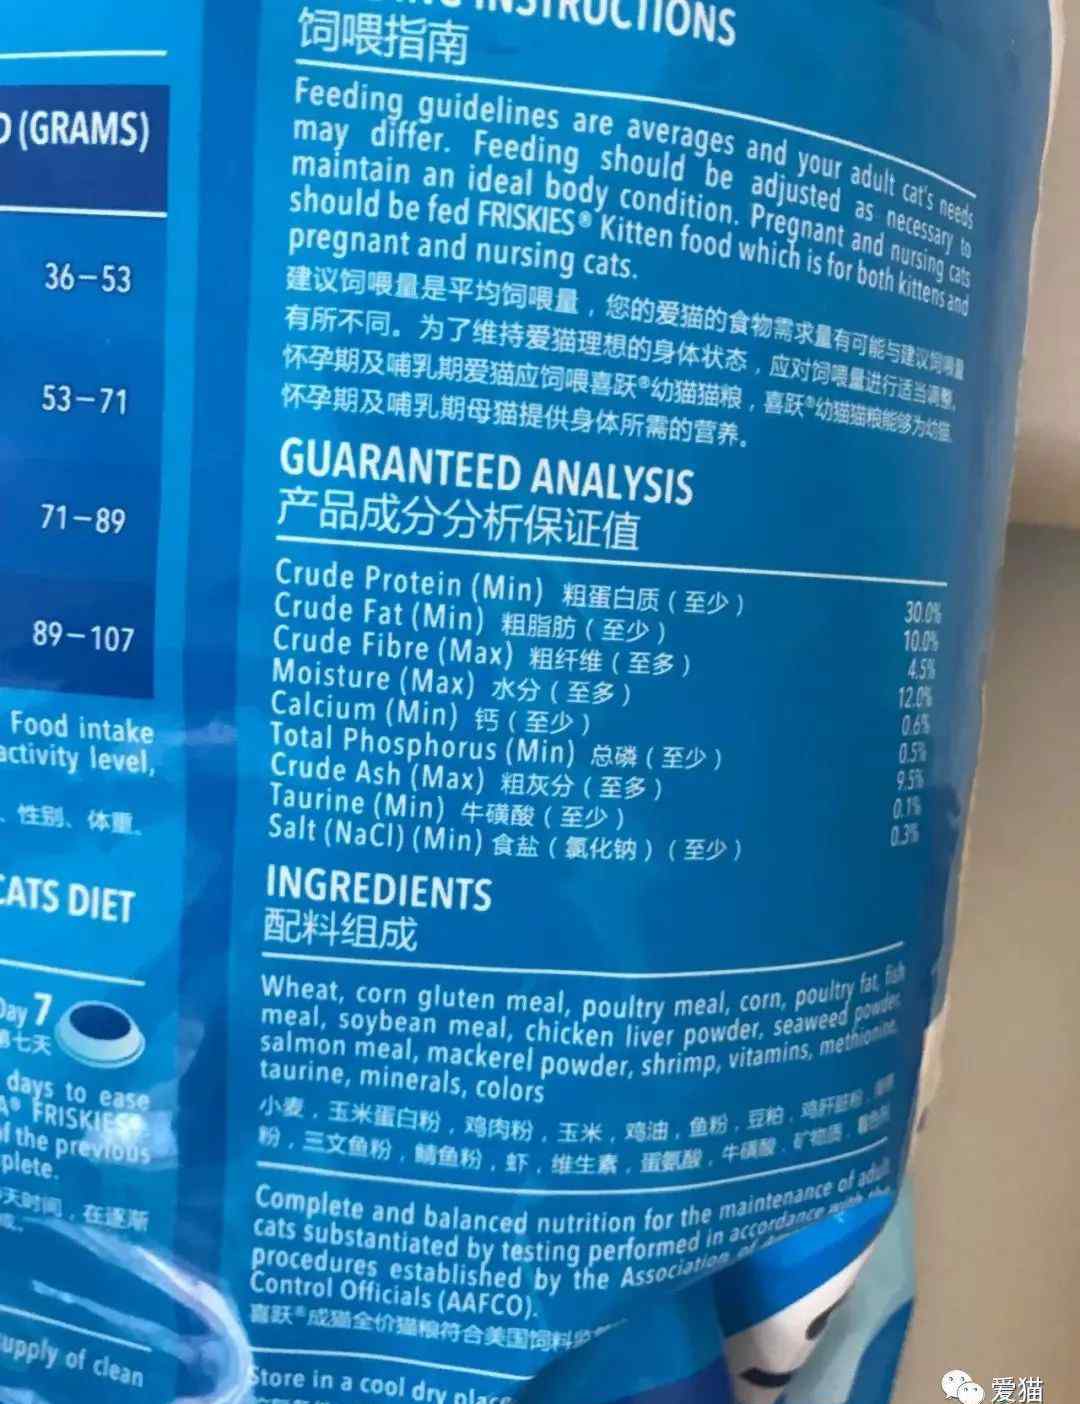 INSTRUCTIONS
饲喂指南
Feeding guidelines are averages and your adult cat's needs
may differ. Feeding should be adjusted as necessary to
maintain an ideal body condition. Pregnant and nursing cats
should be fed FRISKIES® Kitten food which is for both kittens and
pregnant and nursing cats.
建议饲喂量是平均饲喂量，您的爱猫的食物需求量有可能与建议饲喂量
有所不同。为了维持爱猫理想的身体状态，应对饲喂量进行适当调整。
怀孕期及哺乳期爱猫应饲喂喜跃®幼猫猫粮，喜跃®幼猫猫粮能够为幼猫、
怀孕期及哺乳期母猫提供身体所需的营养。
GUARANTEED ANALYSIS
产品成分分析保证值
Crude Protein (Min) 粗蛋白质（至少） 30.0%
Crude Fat (Min) 粗脂肪（至少） 10.0%
Crude Fibre (Max) 粗纤维（至多） 4.5%
Moisture (Max) 水分（至多） 12.0%
Calcium (Min) 钙（至少） 0.6%
Total Phosphorus (Min) 总磷（至少） 0.5%
Crude Ash (Max) 粗灰分（至多） 9.5%
Taurine (Min) 牛磺酸（至少） 0.1%
Salt (NaCl) (Min) 食盐（氯化钠）（至少） 0.3%
INGREDIENTS
配料组成
Wheat, corn gluten meal, poultry meal, corn, poultry fat, fish
meal, soybean meal, chicken liver powder, seaweed powder,
salmon meal, mackerel powder, shrimp, vitamins, methionine,
taurine, minerals, colors
小麦，玉米蛋白粉，鸡肉粉，玉米，鸡油，鱼粉，豆粕，鸡肝脏粉，
粉，三文鱼粉，鲭鱼粉，虾，维生素，蛋氨酸，牛磺酸，矿物质，着色剂
Complete and balanced nutrition for the maintenance of adult
cats substantiated by testing performed in accordance with the
procedures established by the Association of
Control Officials (AAFCO).
喜跃®成猫全价猫粮符合美国饲料
Store in a cool dry place
(GRAMS)
36–53
53–71
71–89
89–107
Food intake
activity level,
、性别、体重、
CATS DIET
Day 7
第七天
days to ease
FRISKIES®
of the previous
天时间，在逐渐
supply of clean
爱猫